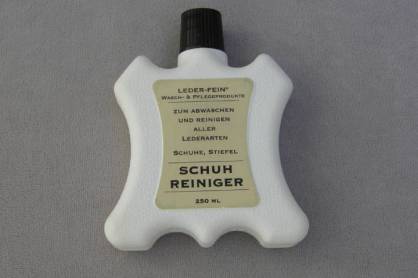 LEDER-FEIN®
WASCH- & PFLEGEPRODUKTE
ZUM ABWASCHEN
UND REINIGEN
ALLER
LEDERARTEN
SCHUHE, STIEFEL
SCHUH
REINIGER
250 ML